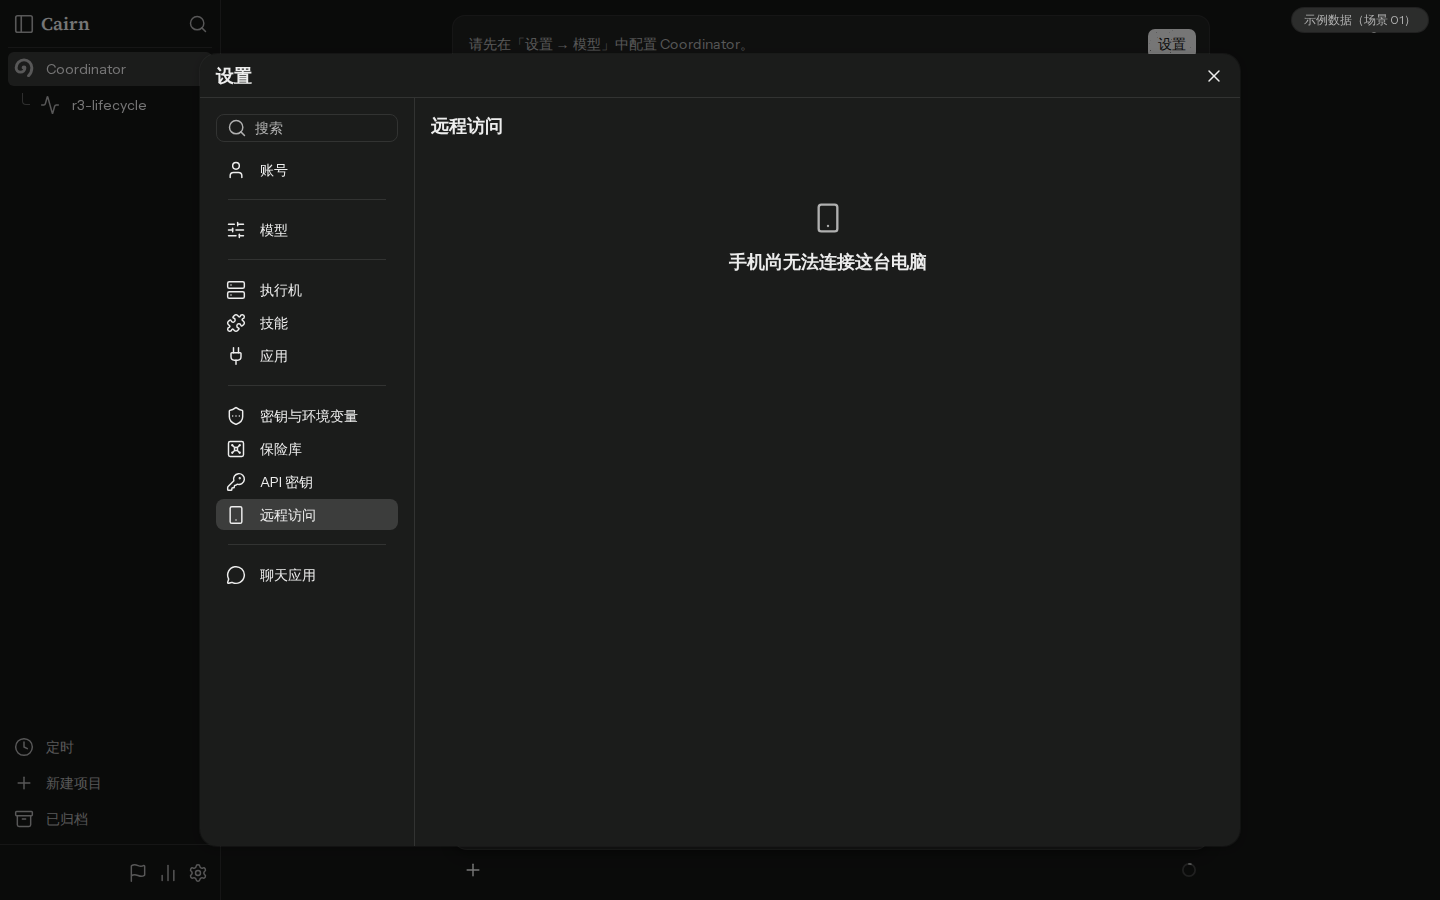 Cairn
示例数据（场景 01）
请先在「设置 → 模型」中配置 Coordinator。
设置
Coordinator
r3-lifecycle
设置
搜索
远程访问
账号
模型
手机尚无法连接这台电脑
执行机
技能
应用
密钥与环境变量
保险库
API 密钥
远程访问
聊天应用
定时
新建项目
已归档